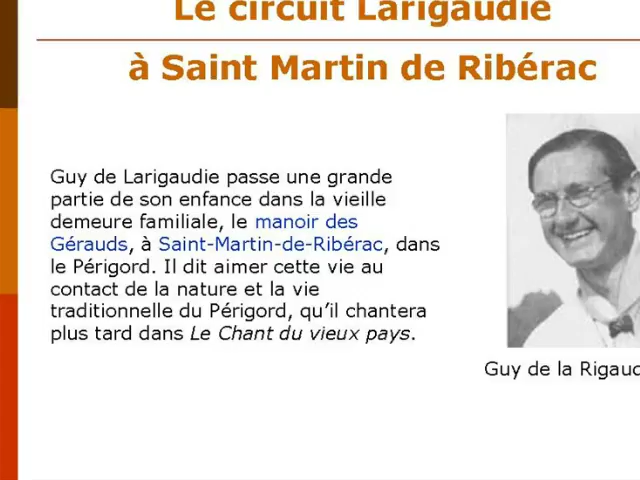 Le circuit Larigaudie
à Saint Martin de Ribérac
Guy de Larigaudie passe une grande
partie de son enfance dans la vieille
demeure familiale, le manoir des
Gérauds, à Saint-Martin-de-Ribérac, dans
le Périgord. Il dit aimer cette vie au
contact de la nature et la vie
traditionnelle du Périgord, qu’il chantera
plus tard dans Le Chant du vieux pays.
Guy de la Rigaud